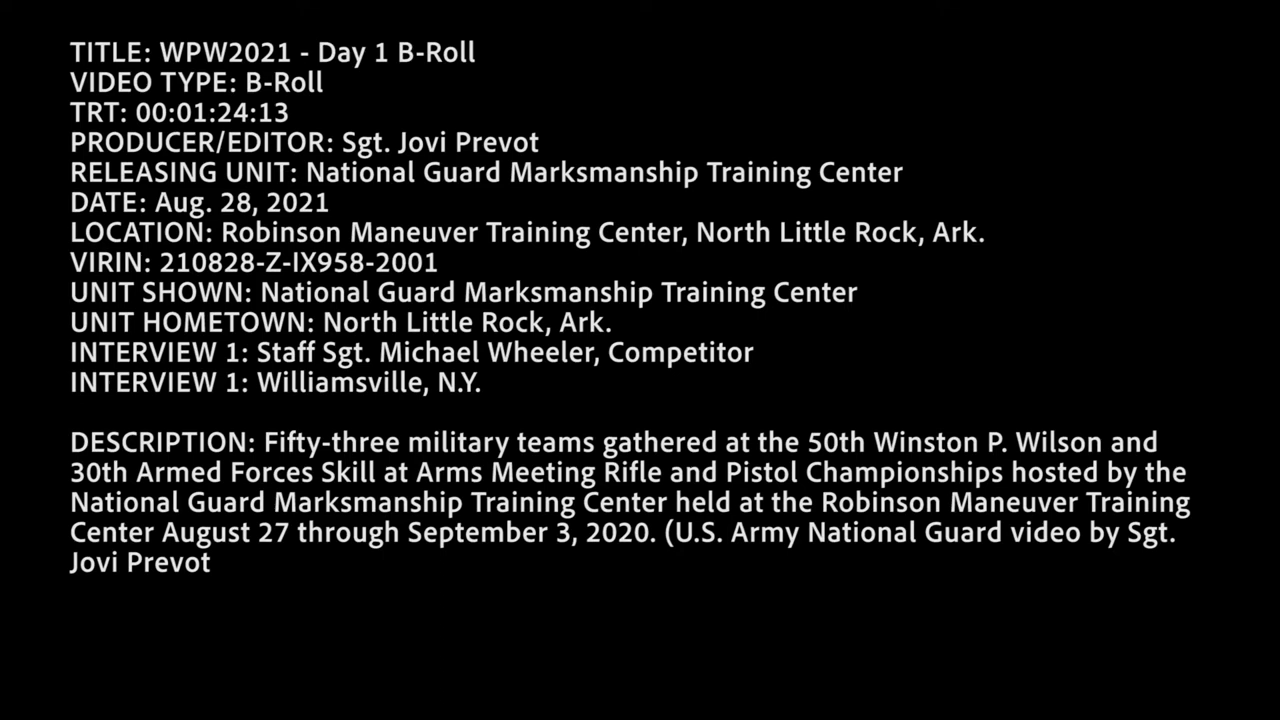 TITLE: WPW2021 - Day 1 B-Roll
VIDEO TYPE: B-Roll
TRT: 00:01:24:13
PRODUCER/EDITOR: Sgt. Jovi Prevot
RELEASING UNIT: National Guard Marksmanship Training Center
DATE: Aug. 28, 2021
LOCATION: Robinson Maneuver Training Center, North Little Rock, Ark.
VIRIN: 210828-Z-IX958-2001
UNIT SHOWN: National Guard Marksmanship Training Center
UNIT HOMETOWN: North Little Rock, Ark.
INTERVIEW 1: Staff Sgt. Michael Wheeler, Competitor
INTERVIEW 1: Williamsville, N.Y.
DESCRIPTION: Fifty-three military teams gathered at the 50th Winston P. Wilson and
30th Armed Forces Skill at Arms Meeting Rifle and Pistol Championships hosted by the
National Guard Marksmanship Training Center held at the Robinson Maneuver Training
Center August 27 through September 3, 2020. (U.S. Army National Guard video by Sgt.
Jovi Prevot